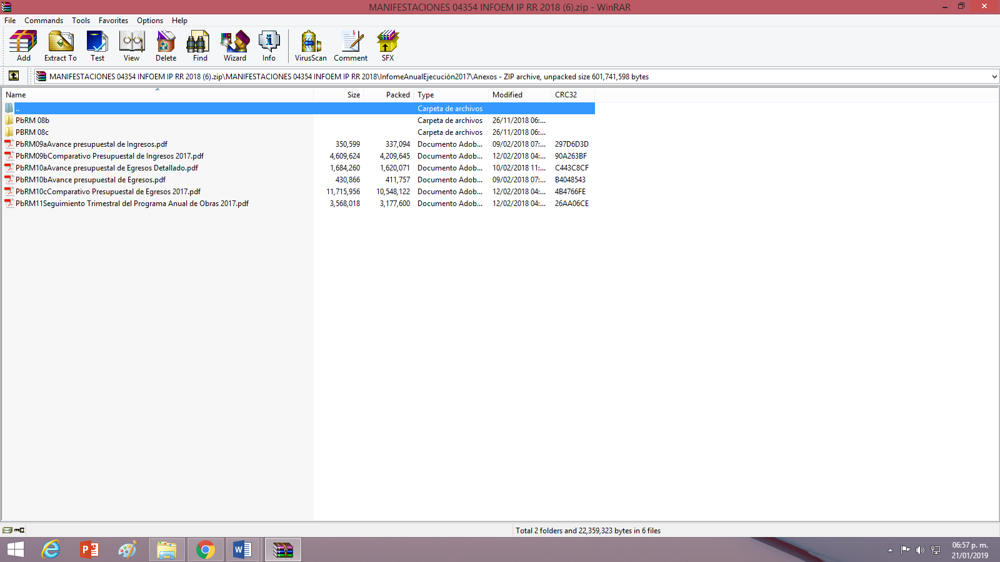 MANIFESTACIONES 04354 INFOEM IP RR 2018 (6).zip - WinRAR
File Commands Tools Favorites Options Help
Add Extract To Test View Delete Find Wizard Info VirusScan Comment SFX
MANIFESTACIONES 04354 INFOEM IP RR 2018 (6).zip\MANIFESTACIONES 04354 INFOEM IP RR 2018\InfomeAnualEjecución2017\Anexos - ZIP archive, unpacked size 601,741,598 bytes
Name Size Packed Type Modified CRC32
.. Carpeta de archivos
PbRM 08b Carpeta de archivos 26/11/2018 06:...
PBRM 08c Carpeta de archivos 26/11/2018 06:...
PbRM09aAvance presupuestal de Ingresos.pdf 350,599 337,094 Documento Adob... 09/02/2018 07:... 297D6D3D
PbRM09bComparativo Presupuestal de Ingresos 2017.pdf 4,609,624 4,209,645 Documento Adob... 12/02/2018 04:... 90A263BF
PbRM10aAvance presupuestal de Egresos Detallado.pdf 1,684,260 1,620,071 Documento Adob... 10/02/2018 11:... C443C8CF
PbRM10bAvance presupuestal de Egresos.pdf 430,866 411,757 Documento Adob... 09/02/2018 07:... B4048543
PbRM10cComparativo Presupuestal de Egresos 2017.pdf 11,715,956 10,548,122 Documento Adob... 12/02/2018 04:... 4B4766FE
PbRM11Seguimiento Trimestral del Programa Anual de Obras 2017.pdf 3,568,018 3,177,600 Documento Adob... 12/02/2018 04:... 26AA06CE
Total 2 folders and 22,359,323 bytes in 6 files
06:57 p. m.
21/01/2019